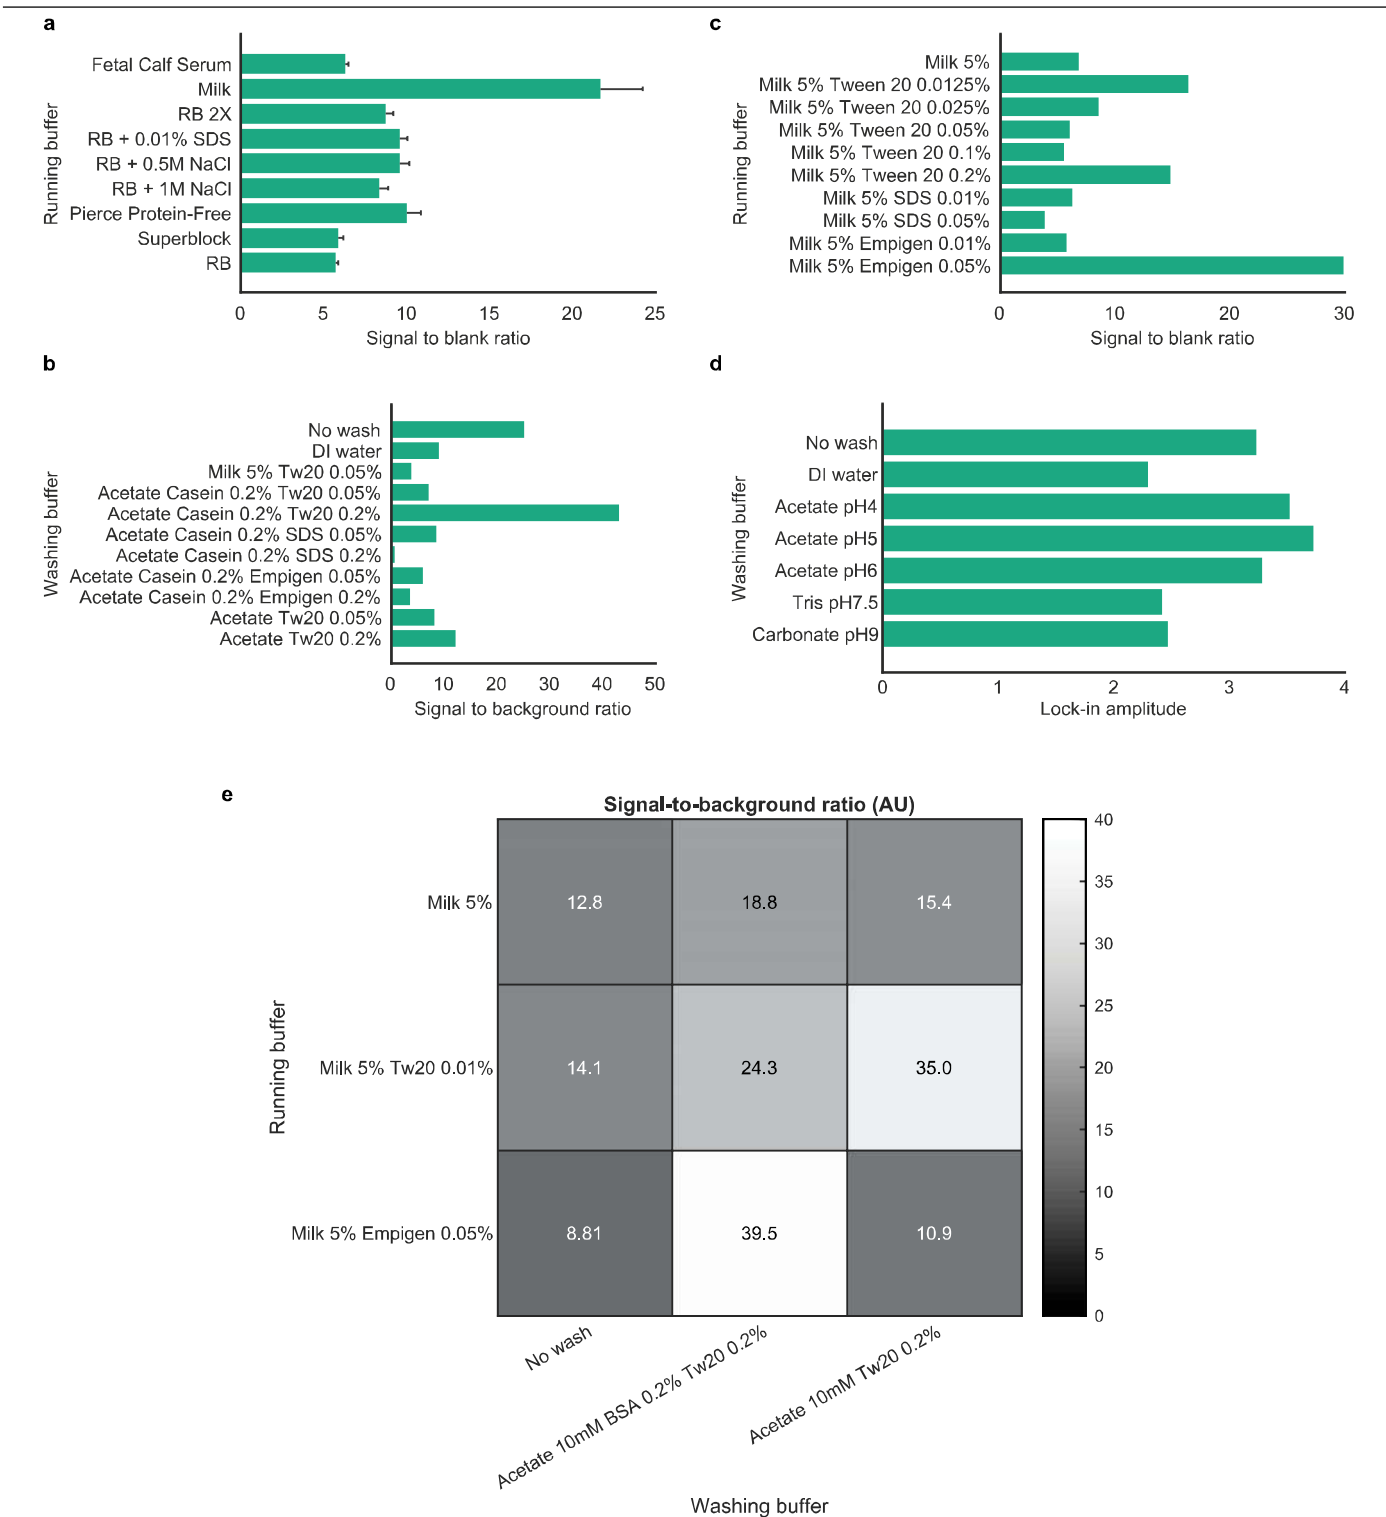 a
Running buffer
Fetal Calf Serum
Milk
RB 2X
RB + 0.01% SDS
RB + 0.5M NaCl
RB + 1M NaCl
Pierce Protein-Free
Superblock
RB
0 5 10 15 20 25
Signal to blank ratio
c
Running buffer
Milk 5%
Milk 5% Tween 20 0.0125%
Milk 5% Tween 20 0.025%
Milk 5% Tween 20 0.05%
Milk 5% Tween 20 0.1%
Milk 5% Tween 20 0.2%
Milk 5% SDS 0.01%
Milk 5% SDS 0.05%
Milk 5% Empigen 0.01%
Milk 5% Empigen 0.05%
0 10 20 30
Signal to blank ratio
b
Washing buffer
No wash
DI water
Milk 5% Tw20 0.05%
Acetate Casein 0.2% Tw20 0.05%
Acetate Casein 0.2% Tw20 0.2%
Acetate Casein 0.2% SDS 0.05%
Acetate Casein 0.2% SDS 0.2%
Acetate Casein 0.2% Empigen 0.05%
Acetate Casein 0.2% Empigen 0.2%
Acetate Tw20 0.05%
Acetate Tw20 0.2%
0 10 20 30 40 50
Signal to background ratio
d
Washing buffer
No wash
DI water
Acetate pH4
Acetate pH5
Acetate pH6
Tris pH7.5
Carbonate pH9
0 1 2 3 4
Lock-in amplitude
e
Signal-to-background ratio (AU)
Running buffer
Milk 5% 12.8 18.8 15.4
Milk 5% Tw20 0.01% 14.1 24.3 35.0
Milk 5% Empigen 0.05% 8.81 39.5 10.9
No wash
Acetate 10mM BSA 0.2% Tw20 0.2%
Acetate 10mM Tw20 0.2%
Washing buffer
40
35
30
25
20
15
10
5
0